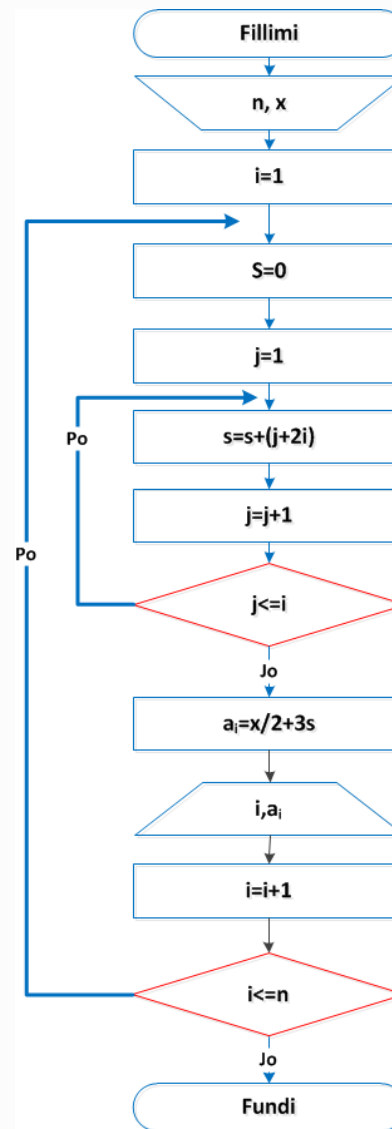 Fillimi
n, x
i=1
S=0
j=1
s=s+(j+2i)
Po
j=j+1
Po
j<=i
Jo
aᵢ=x/2+3s
i,aᵢ
i=i+1
i<=n
Jo
Fundi